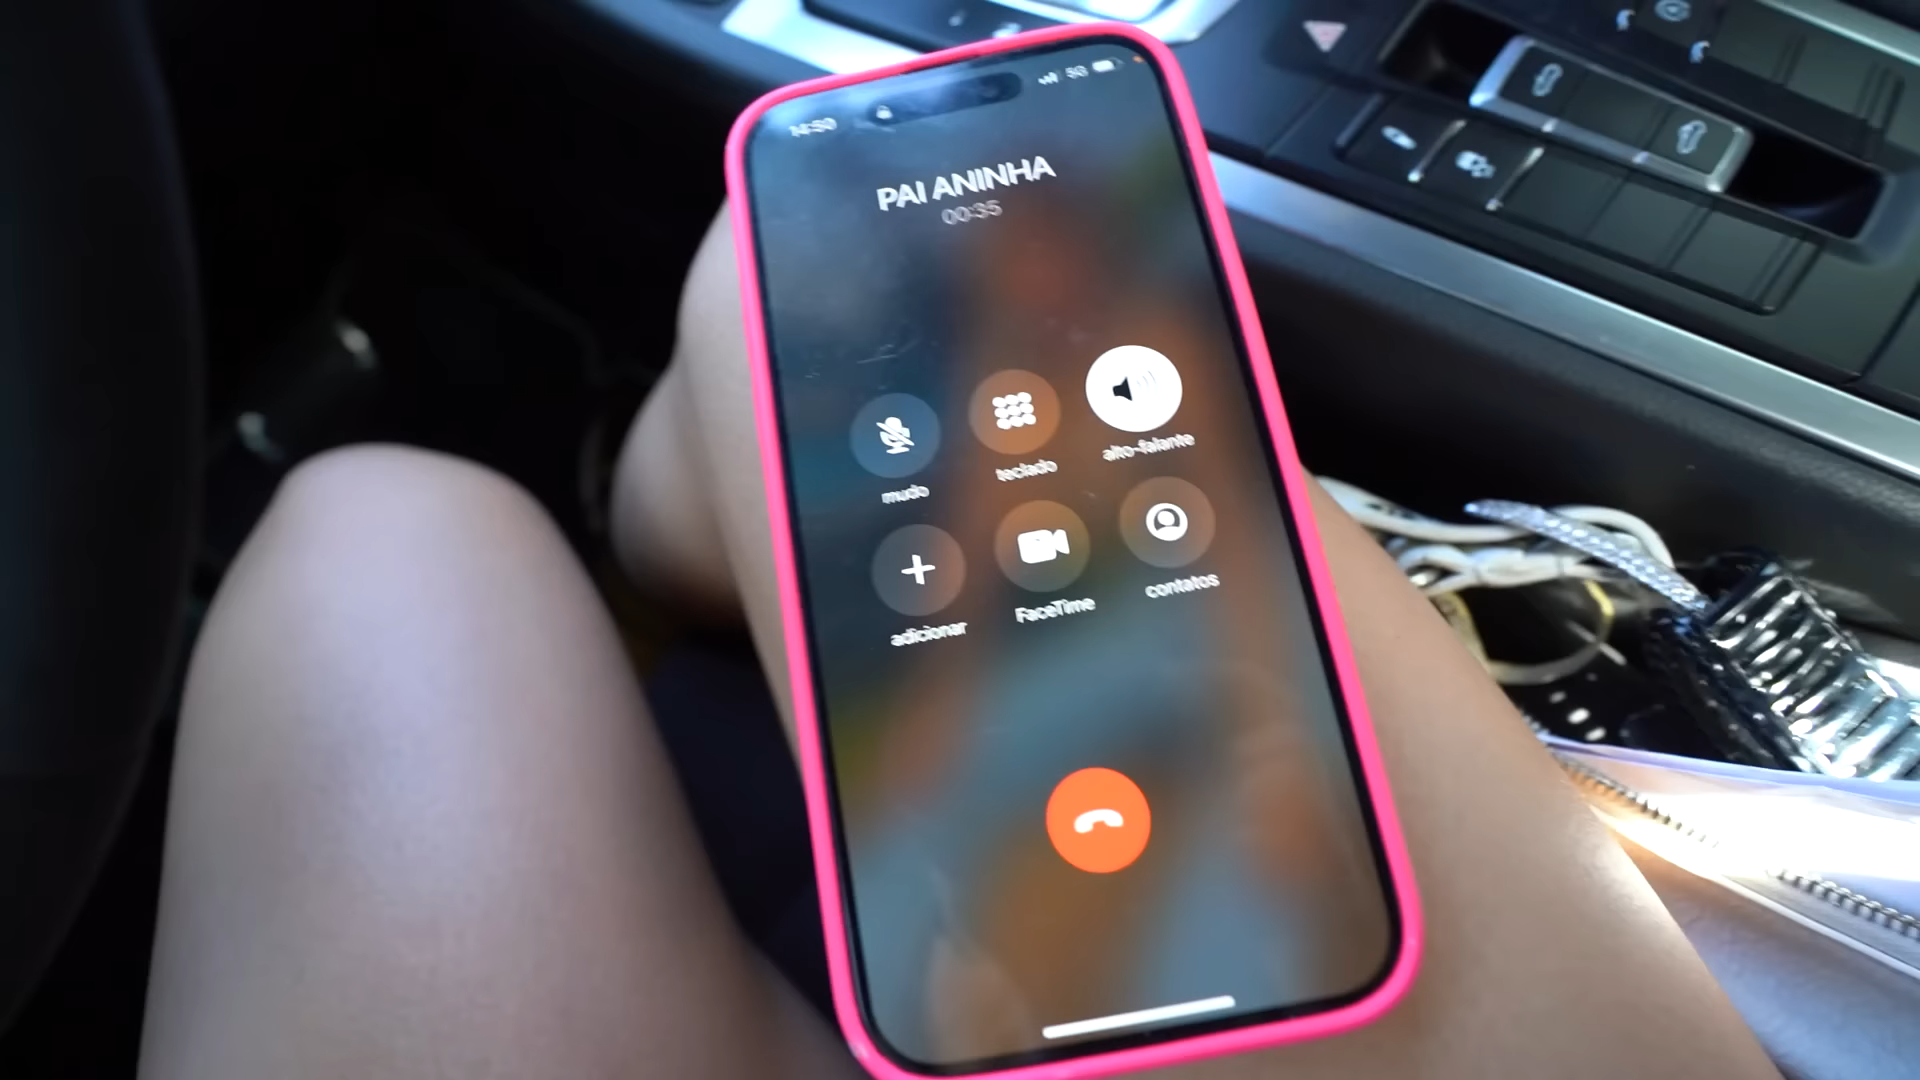 14:50
5G
PAI ANINHA
00:35
mudo
teclado
alto-falante
adicionar
FaceTime
contatos